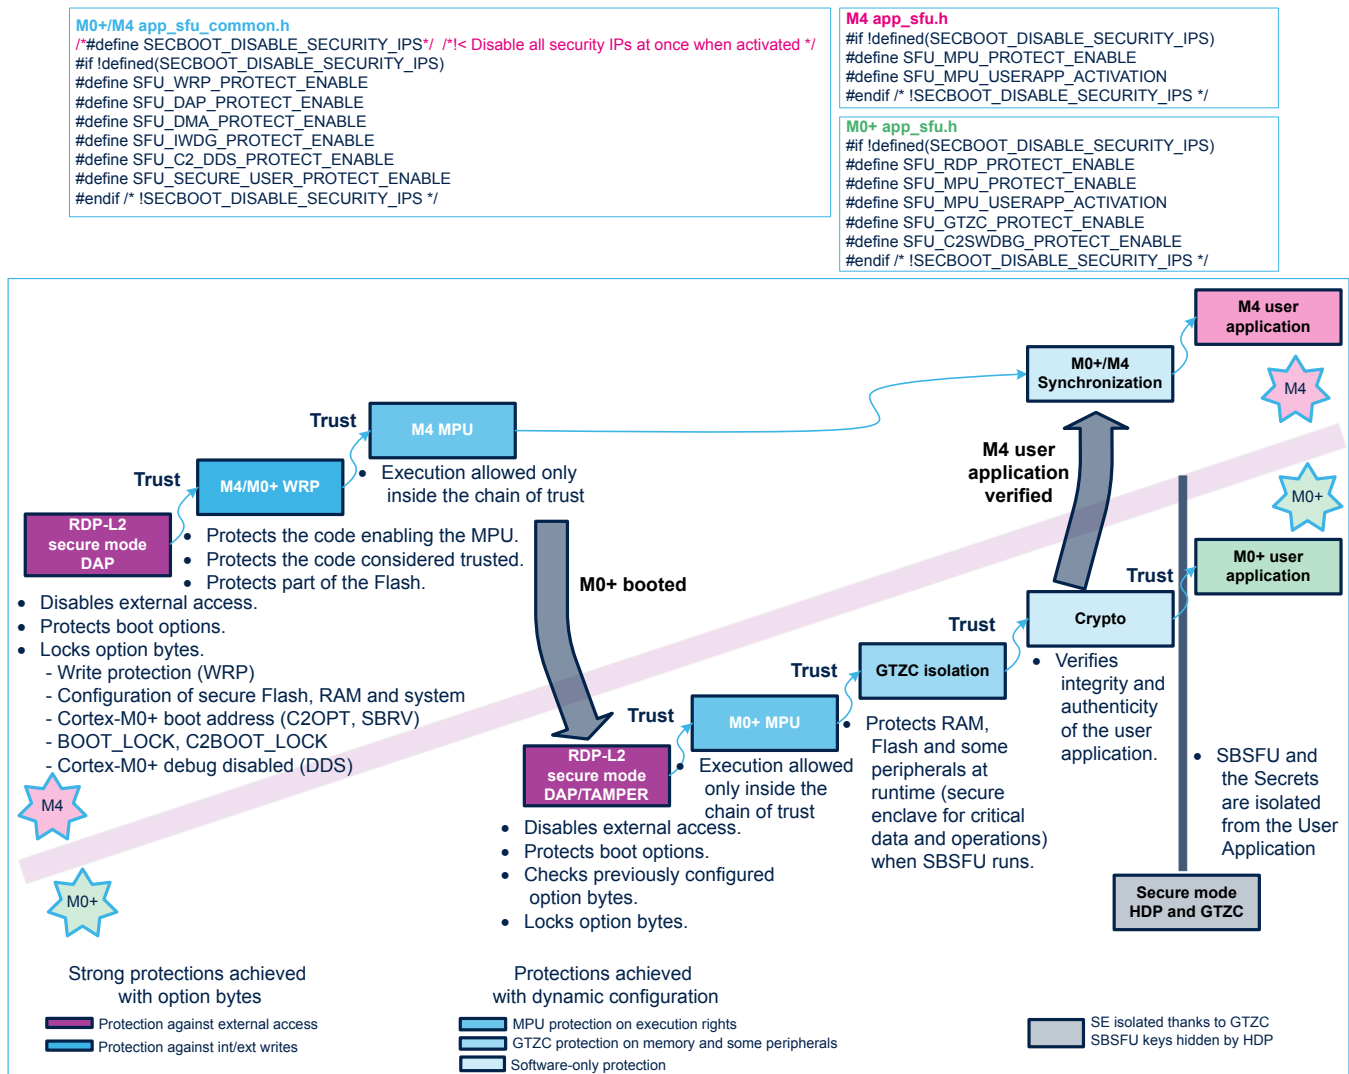 M0+/M4 app_sfu_common.h
/*#define SECBOOT_DISABLE_SECURITY_IPS*/ /*!< Disable all security IPs at once when activated */
#if !defined(SECBOOT_DISABLE_SECURITY_IPS)
#define SFU_WRP_PROTECT_ENABLE
#define SFU_DAP_PROTECT_ENABLE
#define SFU_DMA_PROTECT_ENABLE
#define SFU_IWDG_PROTECT_ENABLE
#define SFU_C2_DDS_PROTECT_ENABLE
#define SFU_SECURE_USER_PROTECT_ENABLE
#endif /* !SECBOOT_DISABLE_SECURITY_IPS */
M4 app_sfu.h
#if !defined(SECBOOT_DISABLE_SECURITY_IPS)
#define SFU_MPU_PROTECT_ENABLE
#define SFU_MPU_USERAPP_ACTIVATION
#endif /* !SECBOOT_DISABLE_SECURITY_IPS */
M0+ app_sfu.h
#if !defined(SECBOOT_DISABLE_SECURITY_IPS)
#define SFU_RDP_PROTECT_ENABLE
#define SFU_MPU_PROTECT_ENABLE
#define SFU_MPU_USERAPP_ACTIVATION
#define SFU_GTZC_PROTECT_ENABLE
#define SFU_C2SWDBG_PROTECT_ENABLE
#endif /* !SECBOOT_DISABLE_SECURITY_IPS */
RDP-L2
secure mode
DAP
• Disables external access.
• Protects boot options.
• Locks option bytes.
- Write protection (WRP)
- Configuration of secure Flash, RAM and system
- Cortex-M0+ boot address (C2OPT, SBRV)
- BOOT_LOCK, C2BOOT_LOCK
- Cortex-M0+ debug disabled (DDS)
Trust
M4/M0+ WRP
• Protects the code enabling the MPU.
• Protects the code considered trusted.
• Protects part of the Flash.
Trust
M4 MPU
• Execution allowed only
inside the chain of trust
M0+ booted
M0+/M4
Synchronization
M4 user
application
M4
M4 user
application
verified
M0+
RDP-L2
secure mode
DAP/TAMPER
• Disables external access.
• Protects boot options.
• Checks previously configured
option bytes.
• Locks option bytes.
Trust
M0+ MPU
• Execution allowed
only inside the
chain of trust
Trust
GTZC isolation
• Protects RAM,
Flash and some
peripherals at
runtime (secure
enclave for critical
data and operations)
when SBSFU runs.
Trust
Crypto
• Verifies
integrity and
authenticity
of the user
application.
Trust
M0+ user
application
• SBSFU and
the Secrets
are isolated
from the User
Application
Secure mode
HDP and GTZC
M4
M0+
Strong protections achieved
with option bytes
Protection against external access
Protection against int/ext writes
Protections achieved
with dynamic configuration
MPU protection on execution rights
GTZC protection on memory and some peripherals
Software-only protection
SE isolated thanks to GTZC
SBSFU keys hidden by HDP